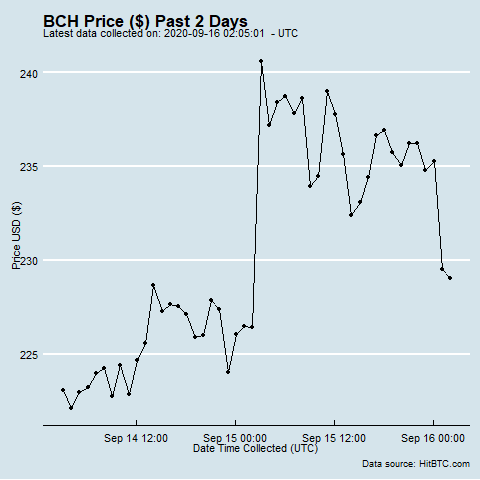 BCH Price ($) Past 2 Days
Latest data collected on: 2020-09-16 02:05:01 - UTC
240
235
Price USD ($)
230
225
Sep 14 12:00 Sep 15 00:00 Sep 15 12:00 Sep 16 00:00
Date Time Collected (UTC)
Data source: HitBTC.com